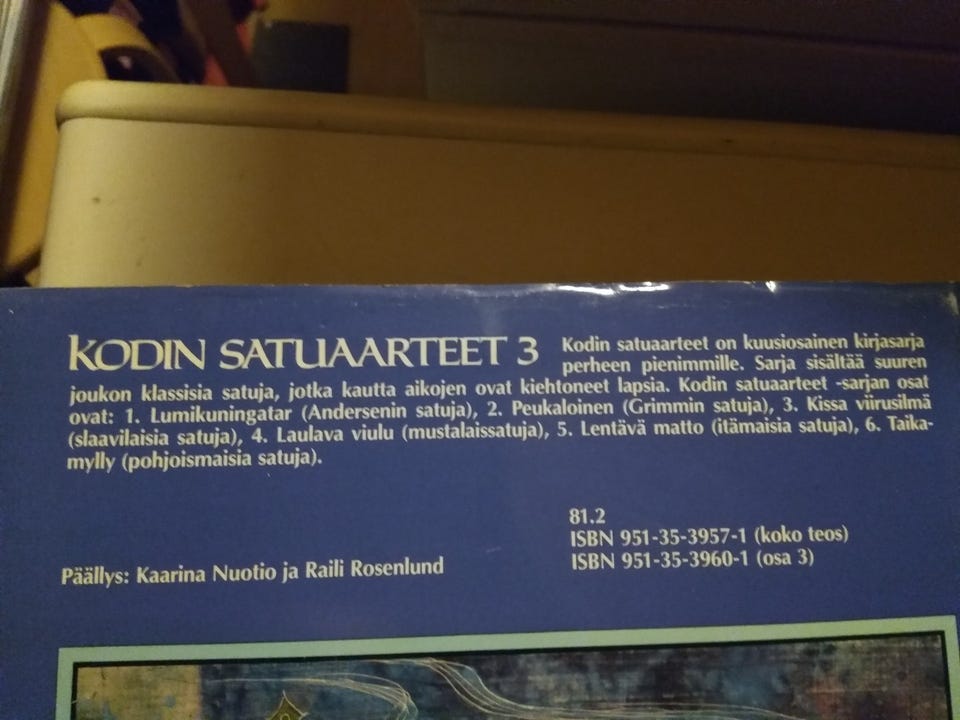 KODIN SATUAARTEET 3 Kodin satuaarteet on kuusiosainen kirjasarja
perheen pienimmille. Sarja sisältää suuren
joukon klassisia satuja, jotka kautta aikojen ovat kiehtoneet lapsia. Kodin satuaarteet -sarjan osat
ovat: 1. Lumikuningatar (Andersenin satuja), 2. Peukaloinen (Grimmin satuja), 3. Kissa viirusilmä
(slaavilaisia satuja), 4. Laulava viulu (mustalaissatuja), 5. Lentävä matto (itämaisia satuja), 6. Taika-
mylly (pohjoismaisia satuja).
81.2
ISBN 951-35-3957-1 (koko teos)
ISBN 951-35-3960-1 (osa 3)
Päällys: Kaarina Nuotio ja Raili Rosenlund